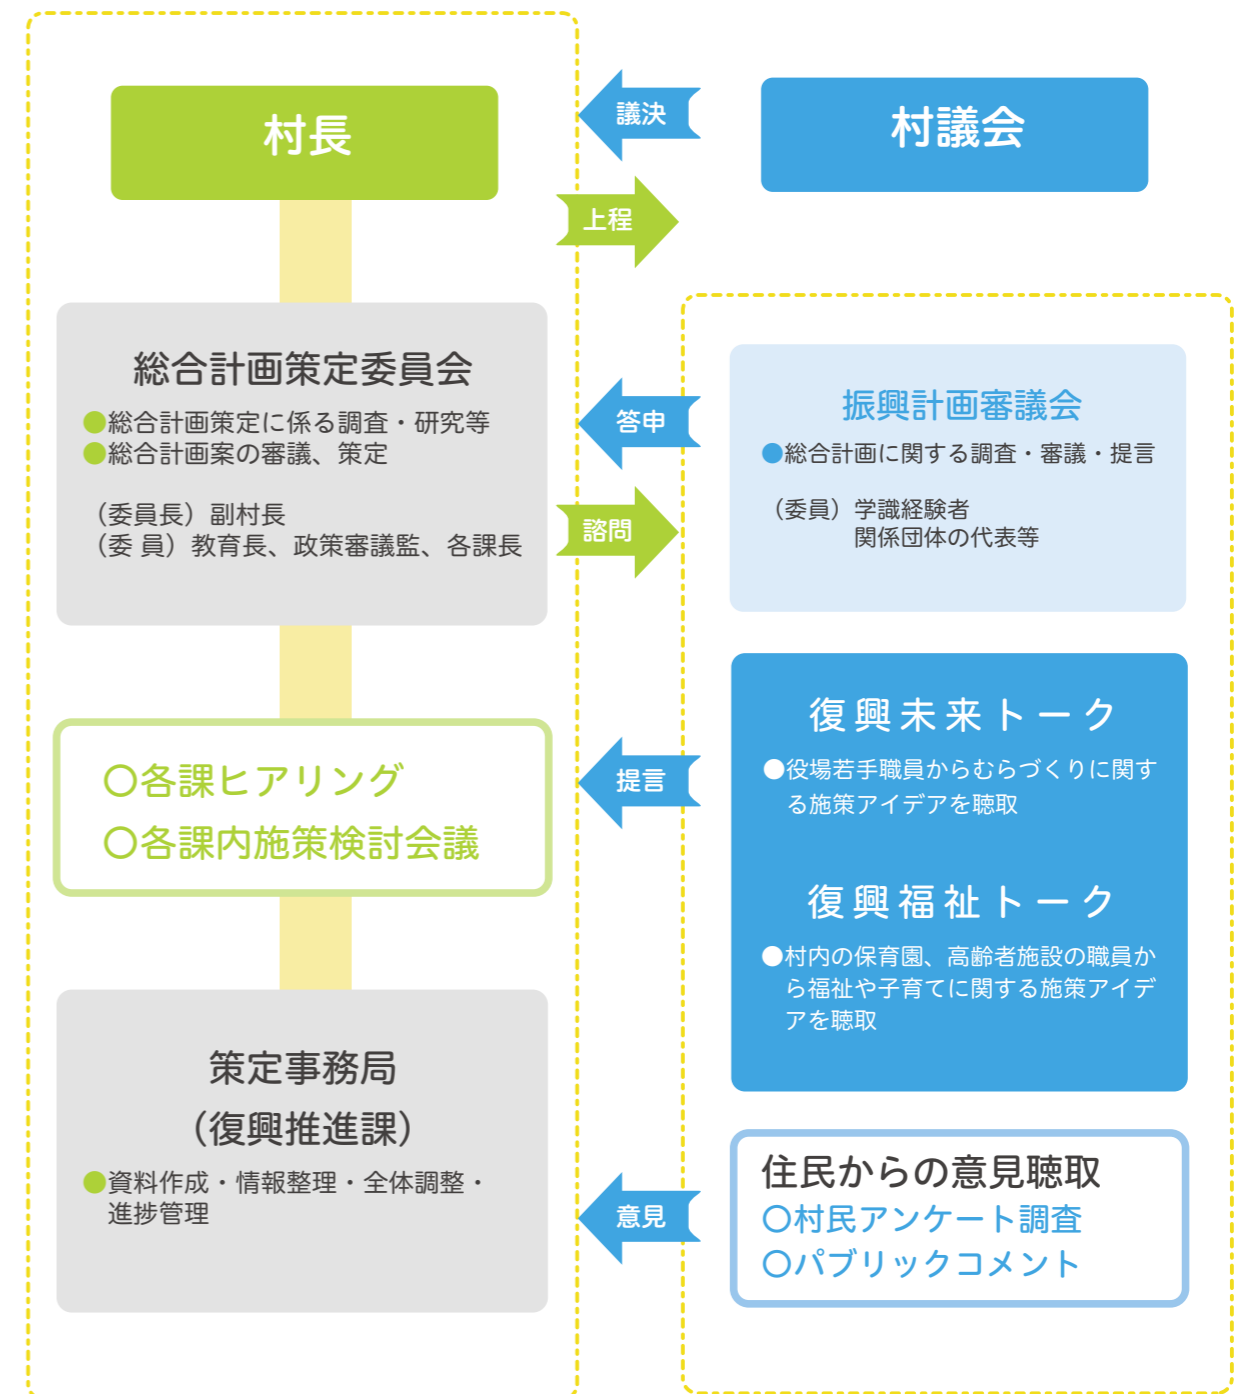 村長
議決
村議会
上程
総合計画策定委員会
●総合計画策定に係る調査・研究等
●総合計画案の審議、策定
（委員長）副村長
（委 員）教育長、政策審議監、各課長
答申
諮問
振興計画審議会
●総合計画に関する調査・審議・提言
（委員）学識経験者
関係団体の代表等
○各課ヒアリング
○各課内施策検討会議
提言
復興未来トーク
●役場若手職員からむらづくりに関す
る施策アイデアを聴取
復興福祉トーク
●村内の保育園、高齢者施設の職員か
ら福祉や子育てに関する施策アイデ
アを聴取
策定事務局
（復興推進課）
●資料作成・情報整理・全体調整・
進捗管理
意見
住民からの意見聴取
○村民アンケート調査
○パブリックコメント